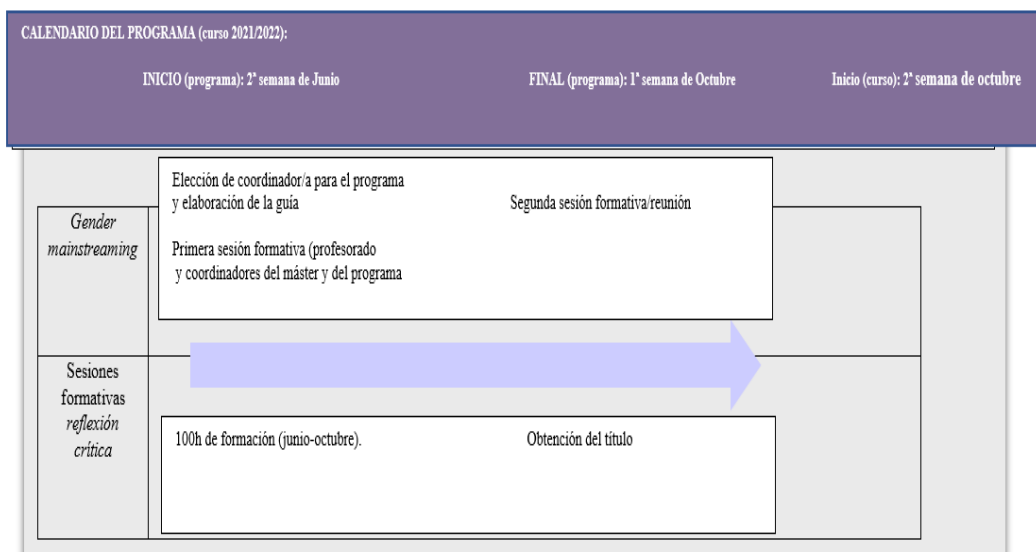 CALENDARIO DEL PROGRAMA (curso 2021/2022):
INICIO (programa): 2ª semana de Junio
FINAL (programa): 1ª semana de Octubre
Inicio (curso): 2ª semana de octubre
Gender
mainstreaming
Elección de coordinador/a para el programa
y elaboración de la guía
Segunda sesión formativa/reunión
Primera sesión formativa (profesorado
y coordinadores del máster y del programa
Sesiones
formativas
reflexión
crítica
100h de formación (junio-octubre).
Obtención del título